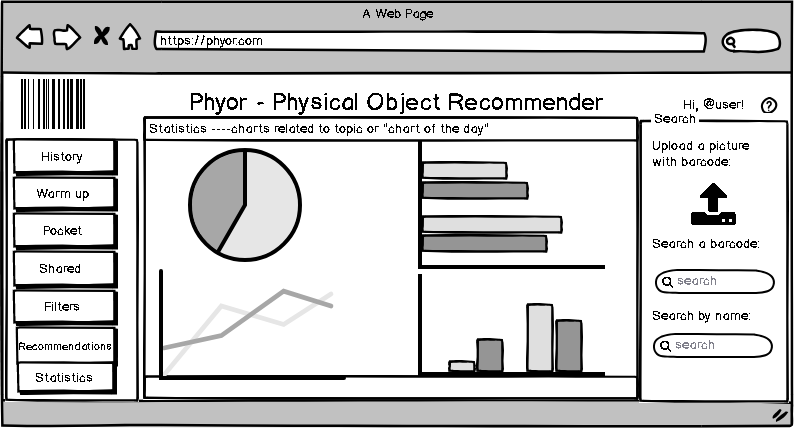 A Web Page
https://phyor.com
Phyor - Physical Object Recommender
Hi, @user!
?
Statistics ----charts related to topic or "chart of the day"
History
Warm up
Pocket
Shared
Filters
Recommendations
Statistics
Search
Upload a picture
with barcode:
Search a barcode:
search
Search by name:
search